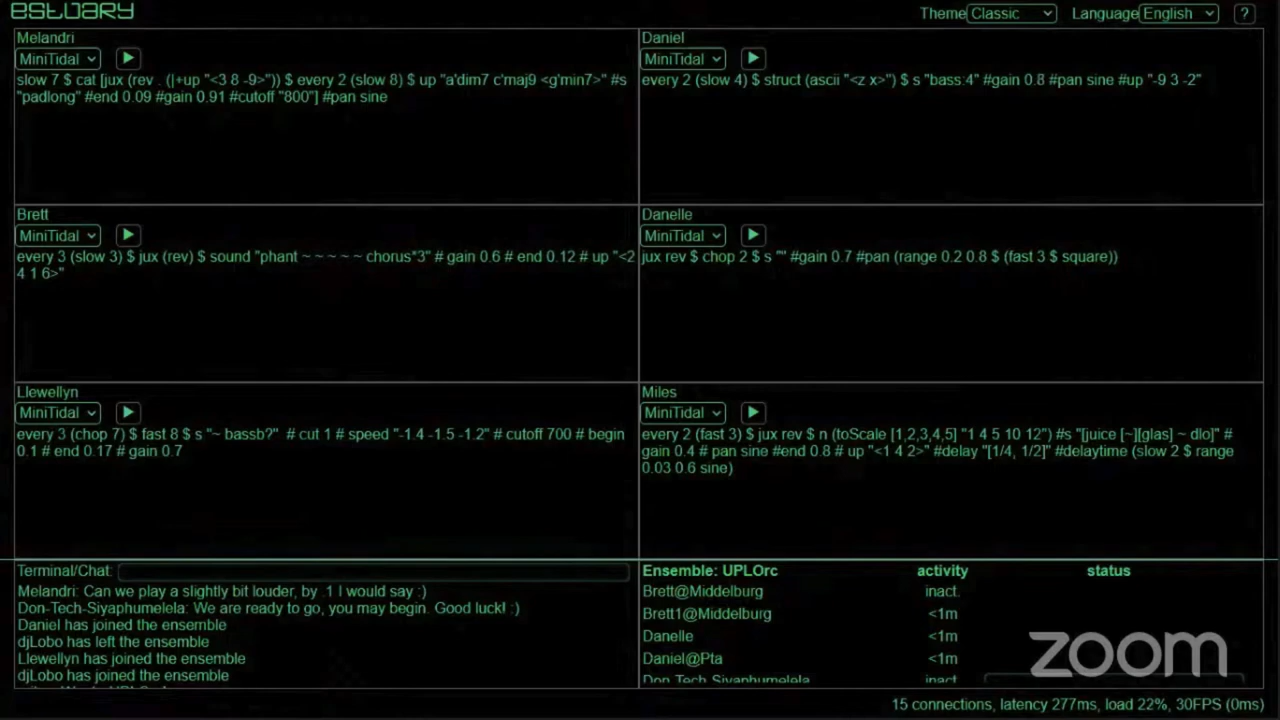 estuary
Theme Classic Language English ?
Melandri
MiniTidal
slow 7 $ cat [jux (rev . (|+up "<3 8 -9>")) $ every 2 (slow 8) $ up "a'dim7 c'maj9 <g'min7>" #s
"padlong" #end 0.09 #gain 0.91 #cutoff "800"] #pan sine
Daniel
MiniTidal
every 2 (slow 4) $ struct (ascii "<z x>") $ s "bass:4" #gain 0.8 #pan sine #up "-9 3 -2"
Brett
MiniTidal
every 3 (slow 3) $ jux (rev) $ sound "phant ~ ~ ~ ~ ~ chorus*3" # gain 0.6 # end 0.12 # up "<2
4 1 6>"
Danelle
MiniTidal
jux rev $ chop 2 $ s "" #gain 0.7 #pan (range 0.2 0.8 $ (fast 3 $ square))
Llewellyn
MiniTidal
every 3 (chop 7) $ fast 8 $ s "~ bassb?" # cut 1 # speed "-1.4 -1.5 -1.2" # cutoff 700 # begin
0.1 # end 0.17 # gain 0.7
Miles
MiniTidal
every 2 (fast 3) $ jux rev $ n (toScale [1,2,3,4,5] "1 4 5 10 12") #s "[juice [~][glas] ~ dlo]" #
gain 0.4 # pan sine #end 0.8 # up "<1 4 2>" #delay "[1/4, 1/2]" #delaytime (slow 2 $ range
0.03 0.6 sine)
Terminal/Chat:
Melandri: Can we play a slightly bit louder, by .1 I would say :)
Don-Tech-Siyaphumelela: We are ready to go, you may begin. Good luck! :)
Daniel has joined the ensemble
djLobo has left the ensemble
Llewellyn has joined the ensemble
djLobo has joined the ensemble
Ensemble: UPLOrc activity status
Brett@Middelburg inact.
Brett1@Middelburg <1m
Danelle <1m
Daniel@Pta <1m
Don Tech Siyaphumelela inact.
zoom
15 connections, latency 277ms, load 22%, 30FPS (0ms)